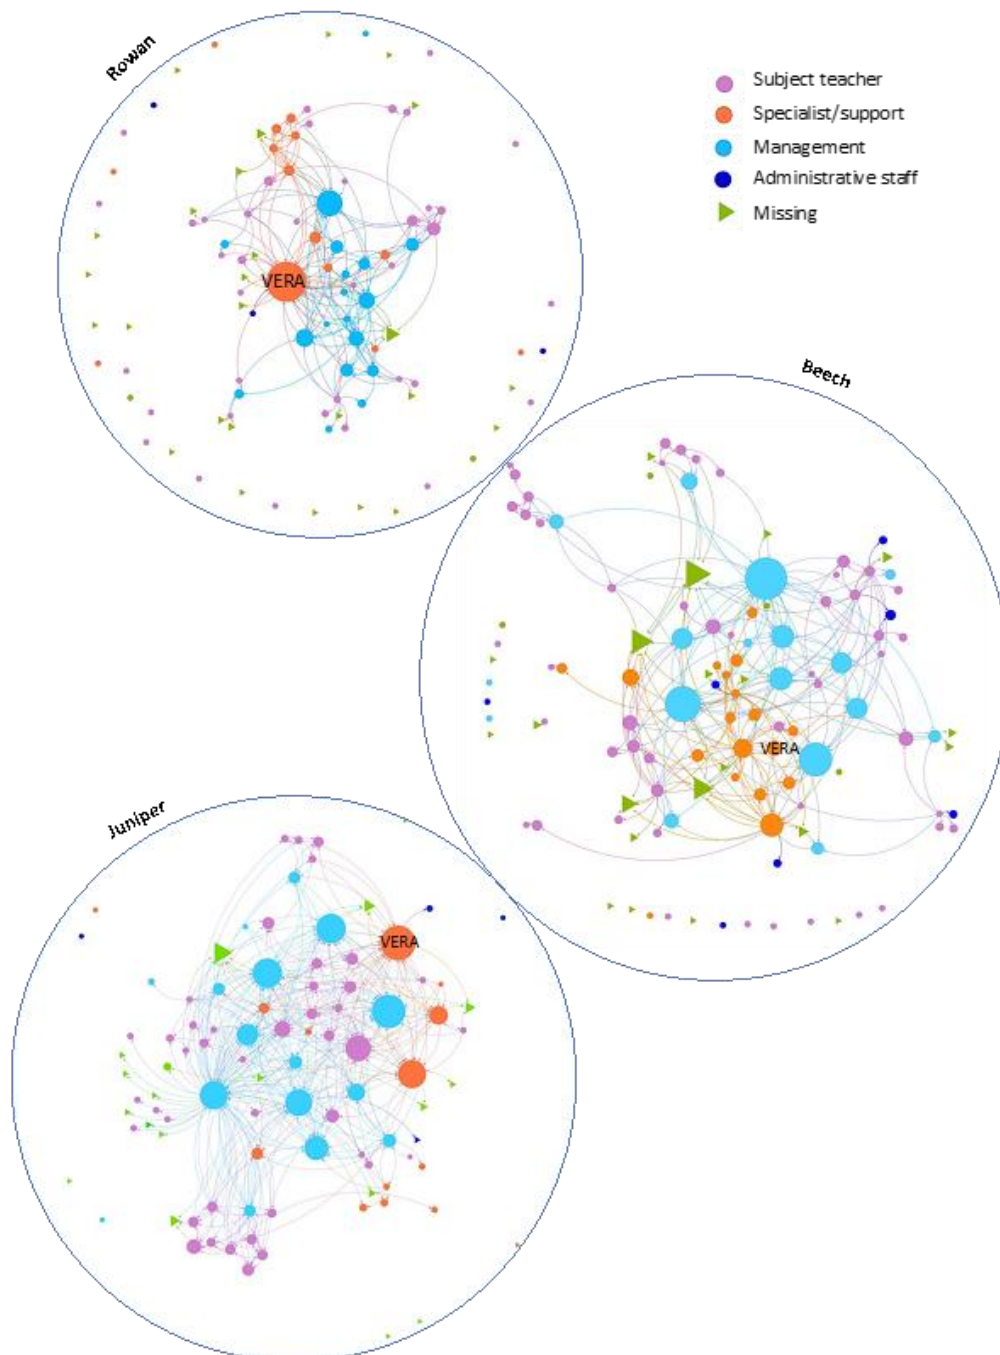 Rowan
Subject teacher
Specialist/support
Management
Administrative staff
Missing
VERA
Beech
VERA
Juniper
VERA